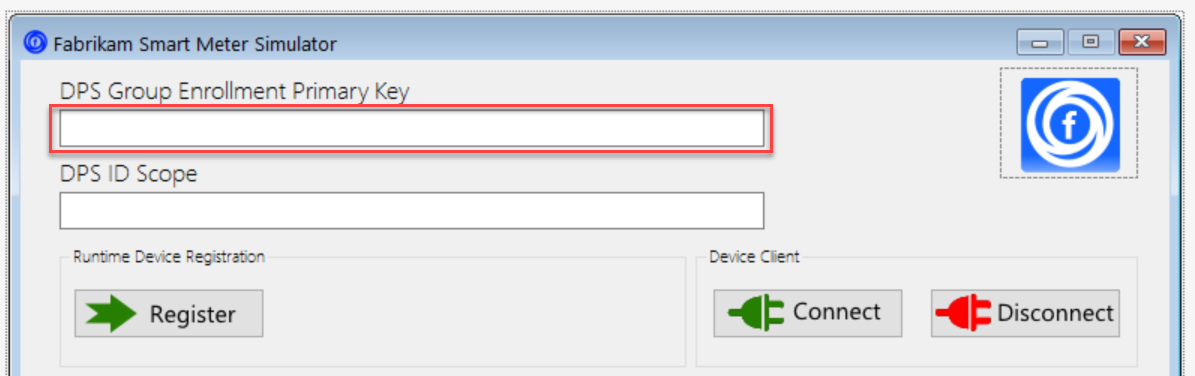 Fabrikam Smart Meter Simulator
DPS Group Enrollment Primary Key
f
DPS ID Scope
Runtime Device Registration
Device Client
Register
Connect
Disconnect